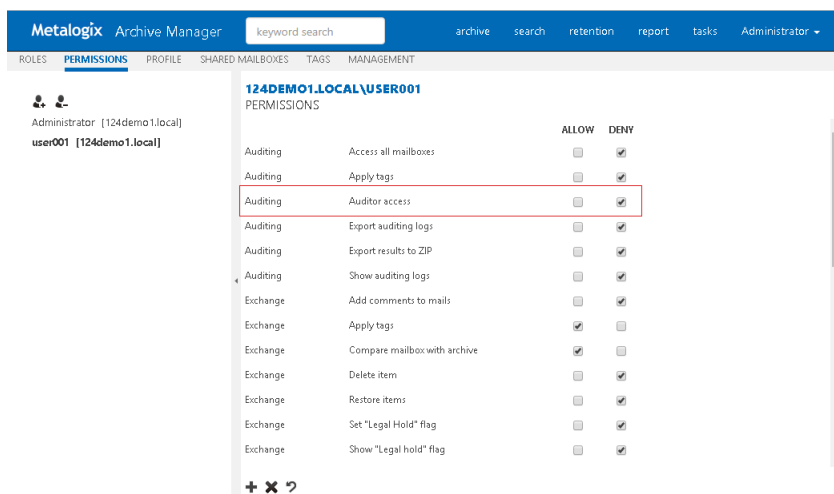 Metalogix Archive Manager keyword search archive search retention report tasks Administrator
ROLES PERMISSIONS PROFILE SHARED MAILBOXES TAGS MANAGEMENT
Administrator [124demo1.local]
user001 [124demo1.local]
124DEMO1.LOCAL\USER001
PERMISSIONS
ALLOW DENY
Auditing Access all mailboxes
Auditing Apply tags
Auditing Auditor access
Auditing Export auditing logs
Auditing Export results to ZIP
Auditing Show auditing logs
Exchange Add comments to mails
Exchange Apply tags
Exchange Compare mailbox with archive
Exchange Delete item
Exchange Restore items
Exchange Set "Legal Hold" flag
Exchange Show "Legal hold" flag